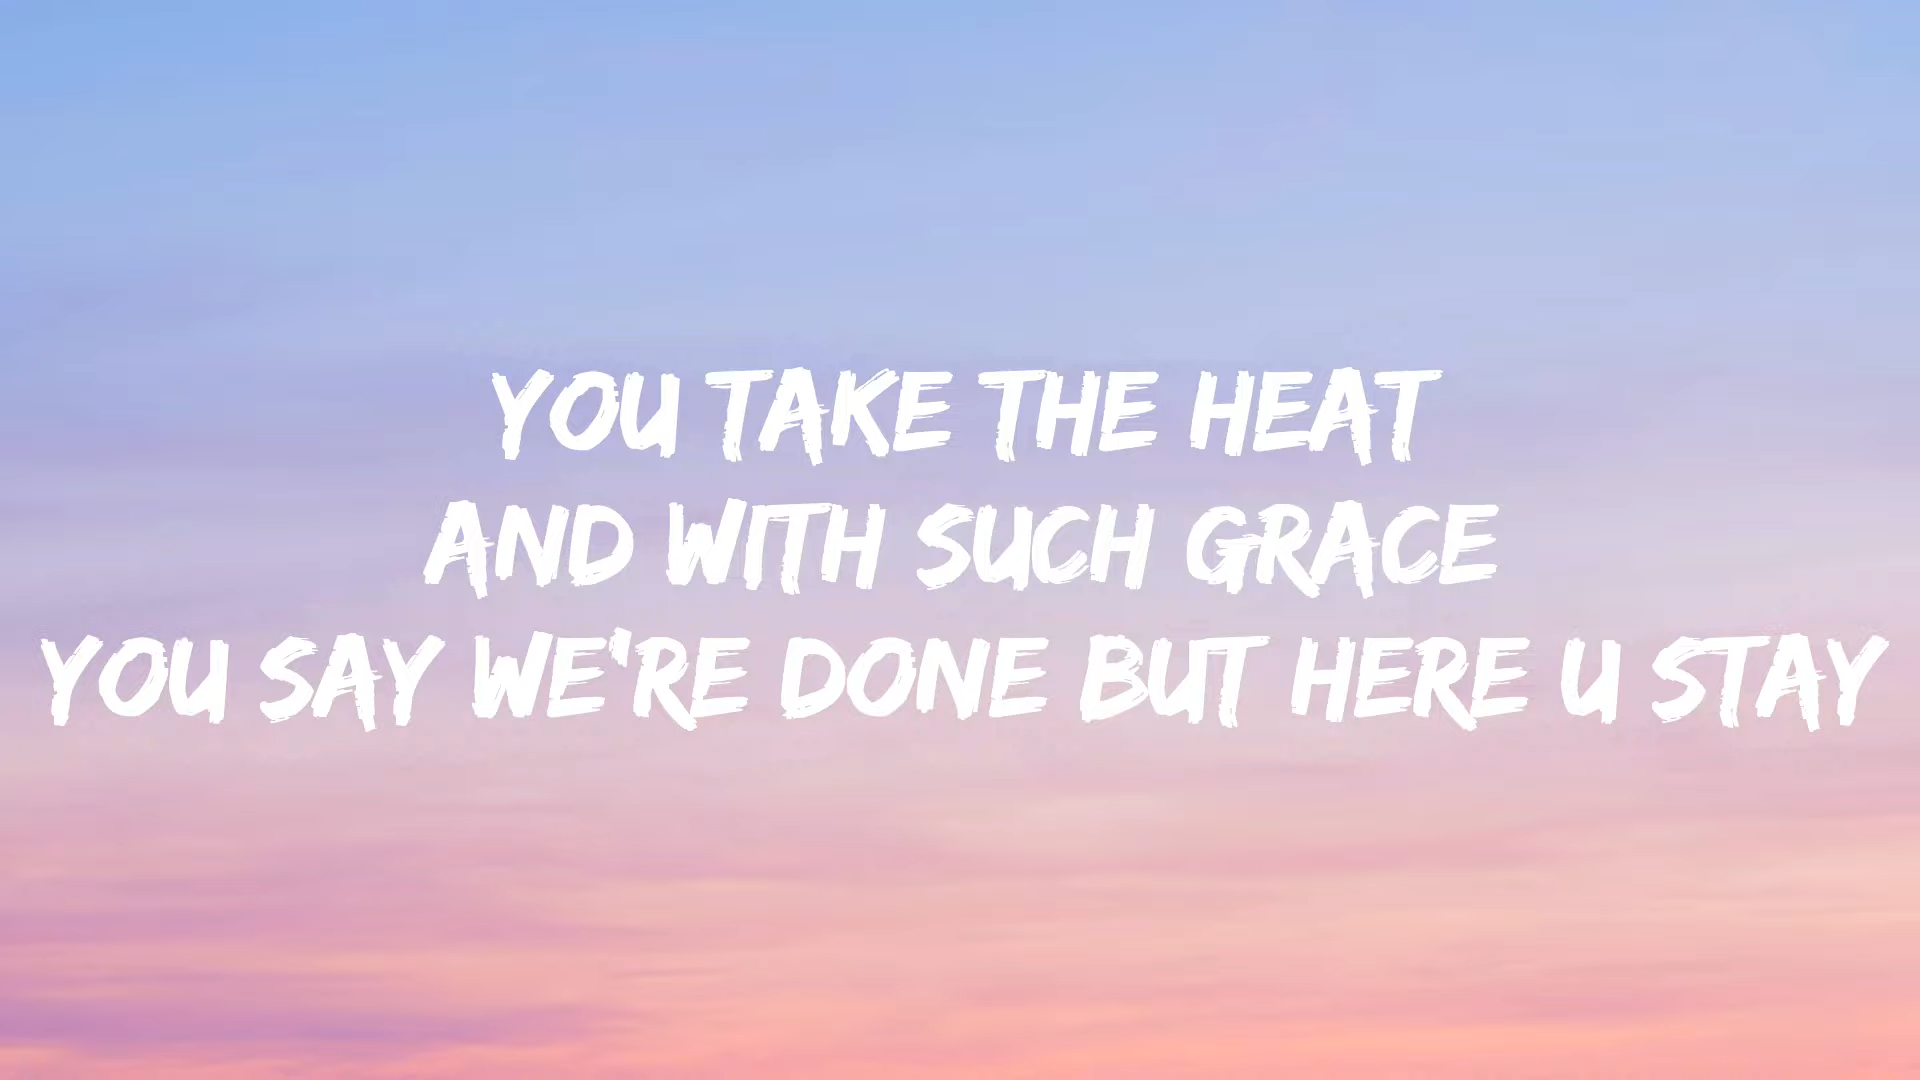 YOU TAKE THE HEAT
AND WITH SUCH GRACE
YOU SAY WE'RE DONE BUT HERE U STAY